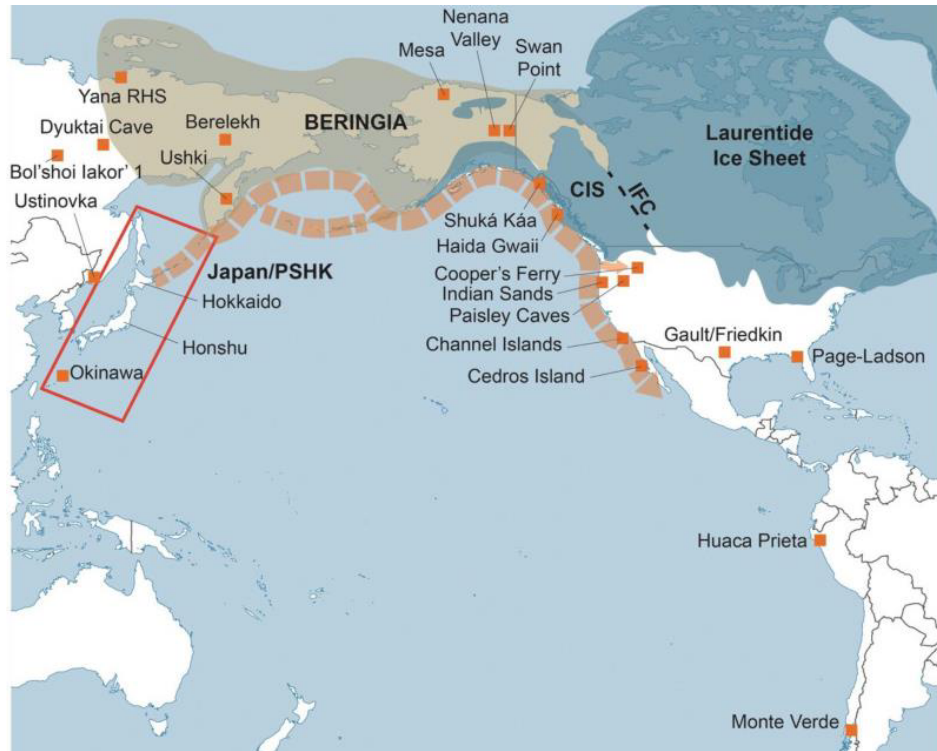 Nenana
Valley
Mesa
Swan
Point
Yana RHS
Dyuktai Cave
Berelekh
BERINGIA
Laurentide
Ice Sheet
Bol'shoi Iakor' 1
Ushki
Ustinovka
CIS
IFC
Shuká Káa
Haida Gwaii
Japan/PSHK
Cooper's Ferry
Hokkaido
Indian Sands
Paisley Caves
Honshu
Channel Islands
Gault/Friedkin
Page-Ladson
Okinawa
Cedros Island
Huaca Prieta
Monte Verde